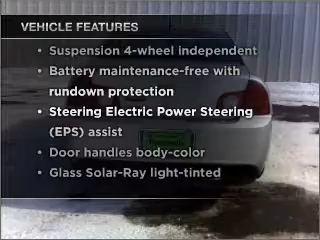 VEHICLE FEATURES
• Suspension 4-wheel independent
• Battery maintenance-free with
rundown protection
• Steering Electric Power Steering
(EPS) assist
• Door handles body-color
• Glass Solar-Ray light-tinted